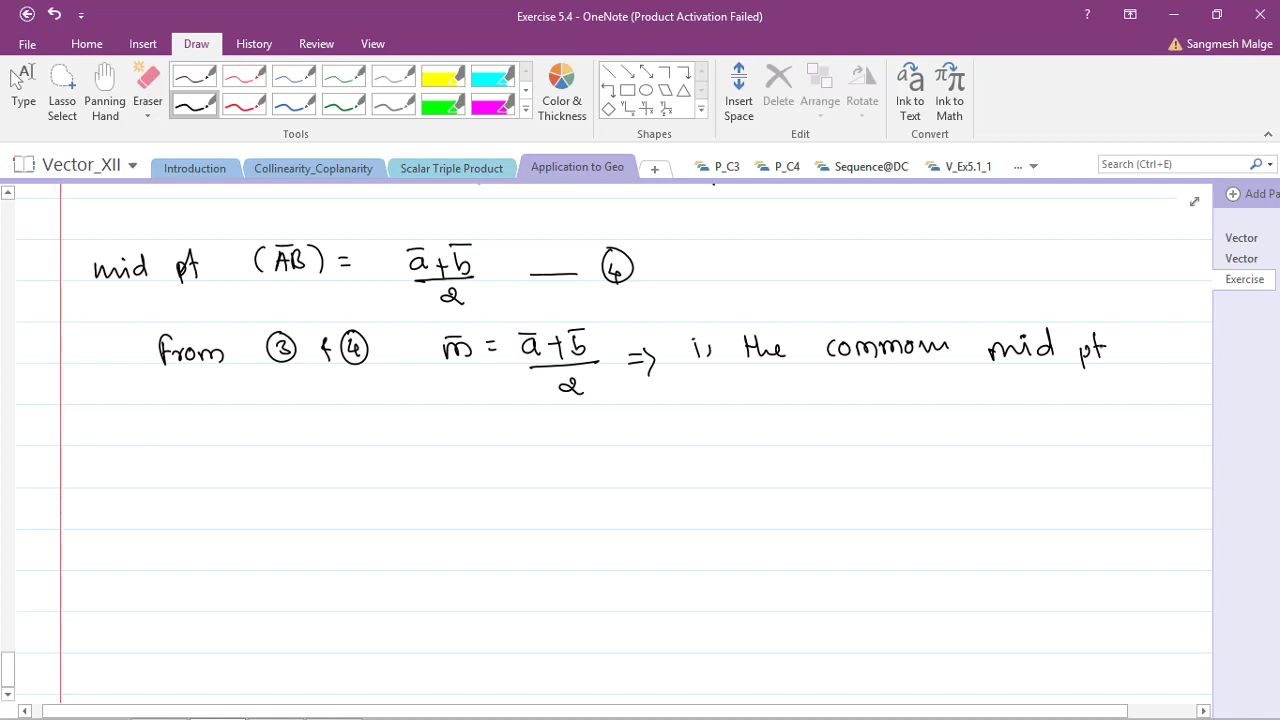 Exercise 5.4 - OneNote (Product Activation Failed)
File Home Insert Draw History Review View Sangmesh Malge
Type Lasso Select Panning Hand Eraser Color & Thickness Insert Space Delete Arrange Rotate Ink to Text Ink to Math
Tools Shapes Edit Convert
Vector_XII Introduction Collinearity_Coplanarity Scalar Triple Product Application to Geo P_C3 P_C4 Sequence@DC V_Ex5.1_1 ... Search (Ctrl+E)
Add Pa
Vector
Vector
Exercise
mid pt (A̅B̅) = (a̅ + b̅)/2 —— ④
from ③ & ④ m̅ = (a̅ + b̅)/2 => is the common mid pt